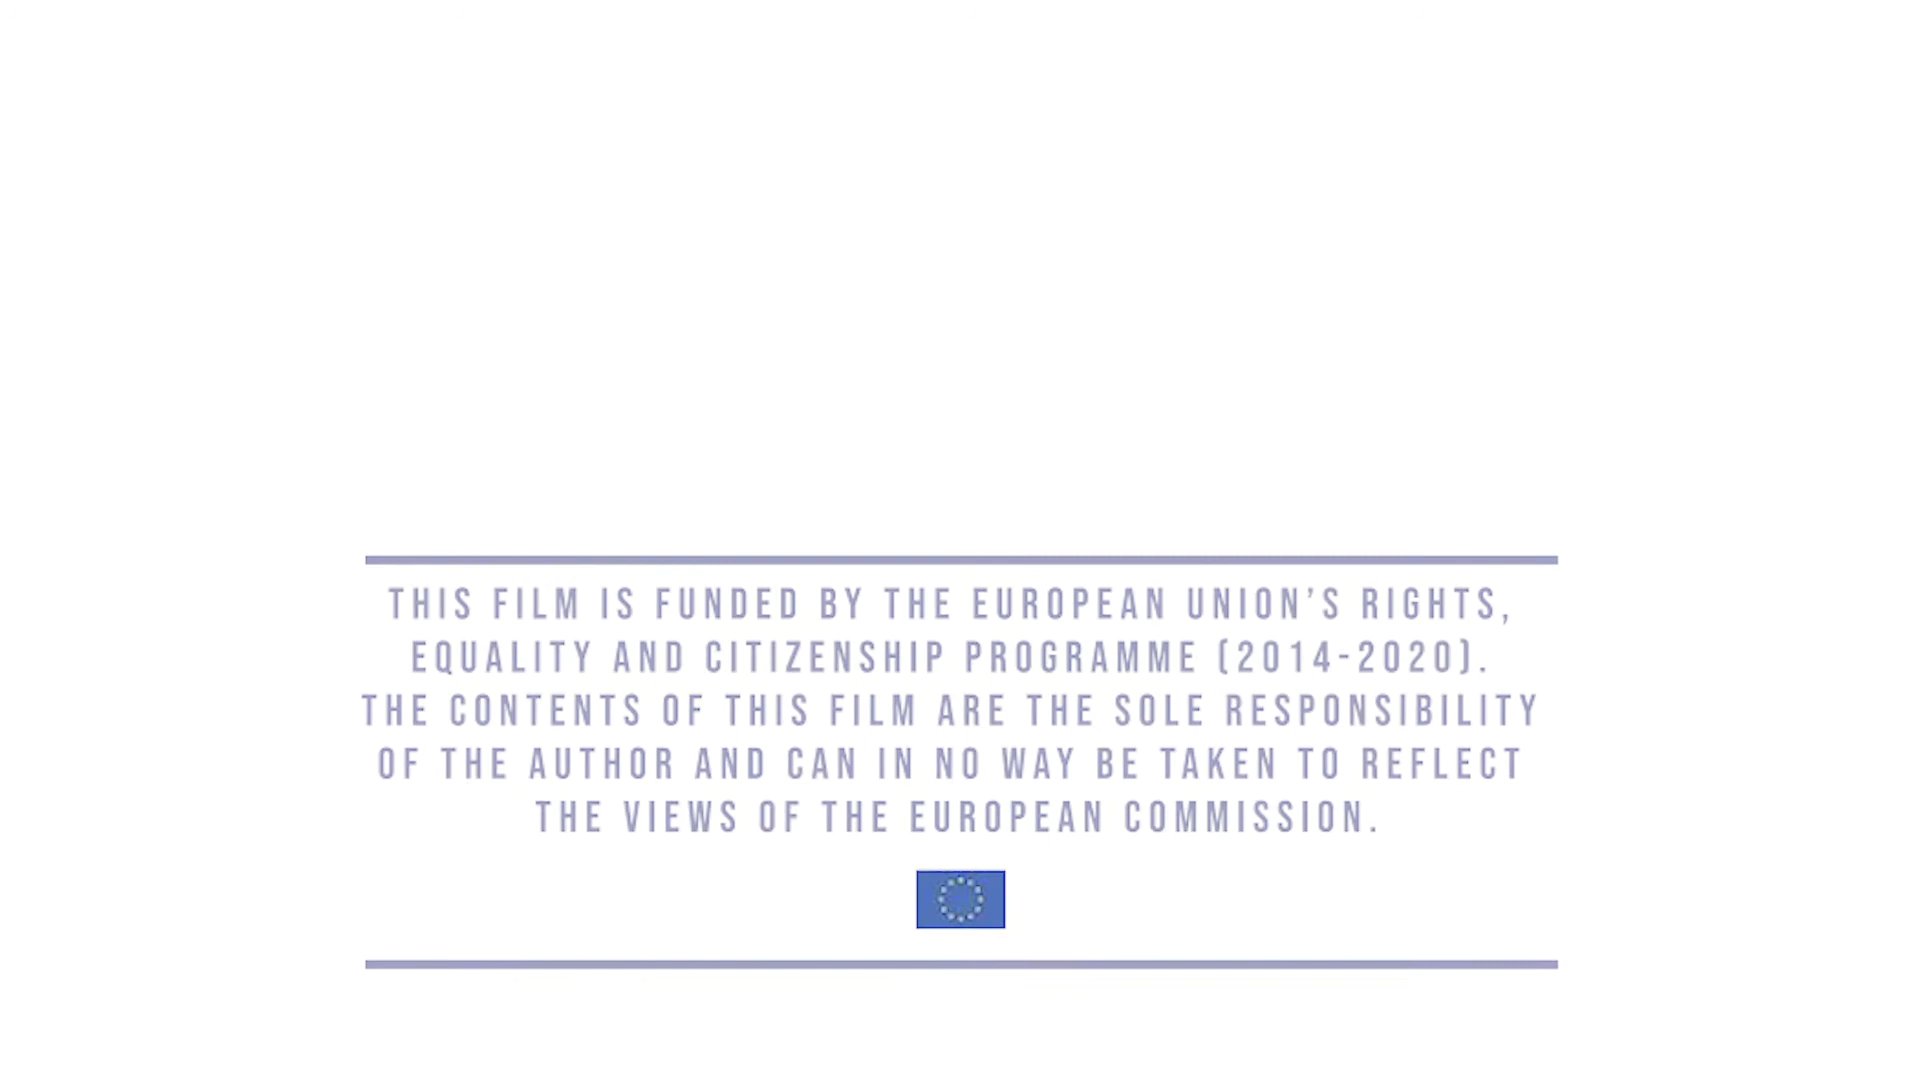 THIS FILM IS FUNDED BY THE EUROPEAN UNION’S RIGHTS,
EQUALITY AND CITIZENSHIP PROGRAMME (2014-2020).
THE CONTENTS OF THIS FILM ARE THE SOLE RESPONSIBILITY
OF THE AUTHOR AND CAN IN NO WAY BE TAKEN TO REFLECT
THE VIEWS OF THE EUROPEAN COMMISSION.